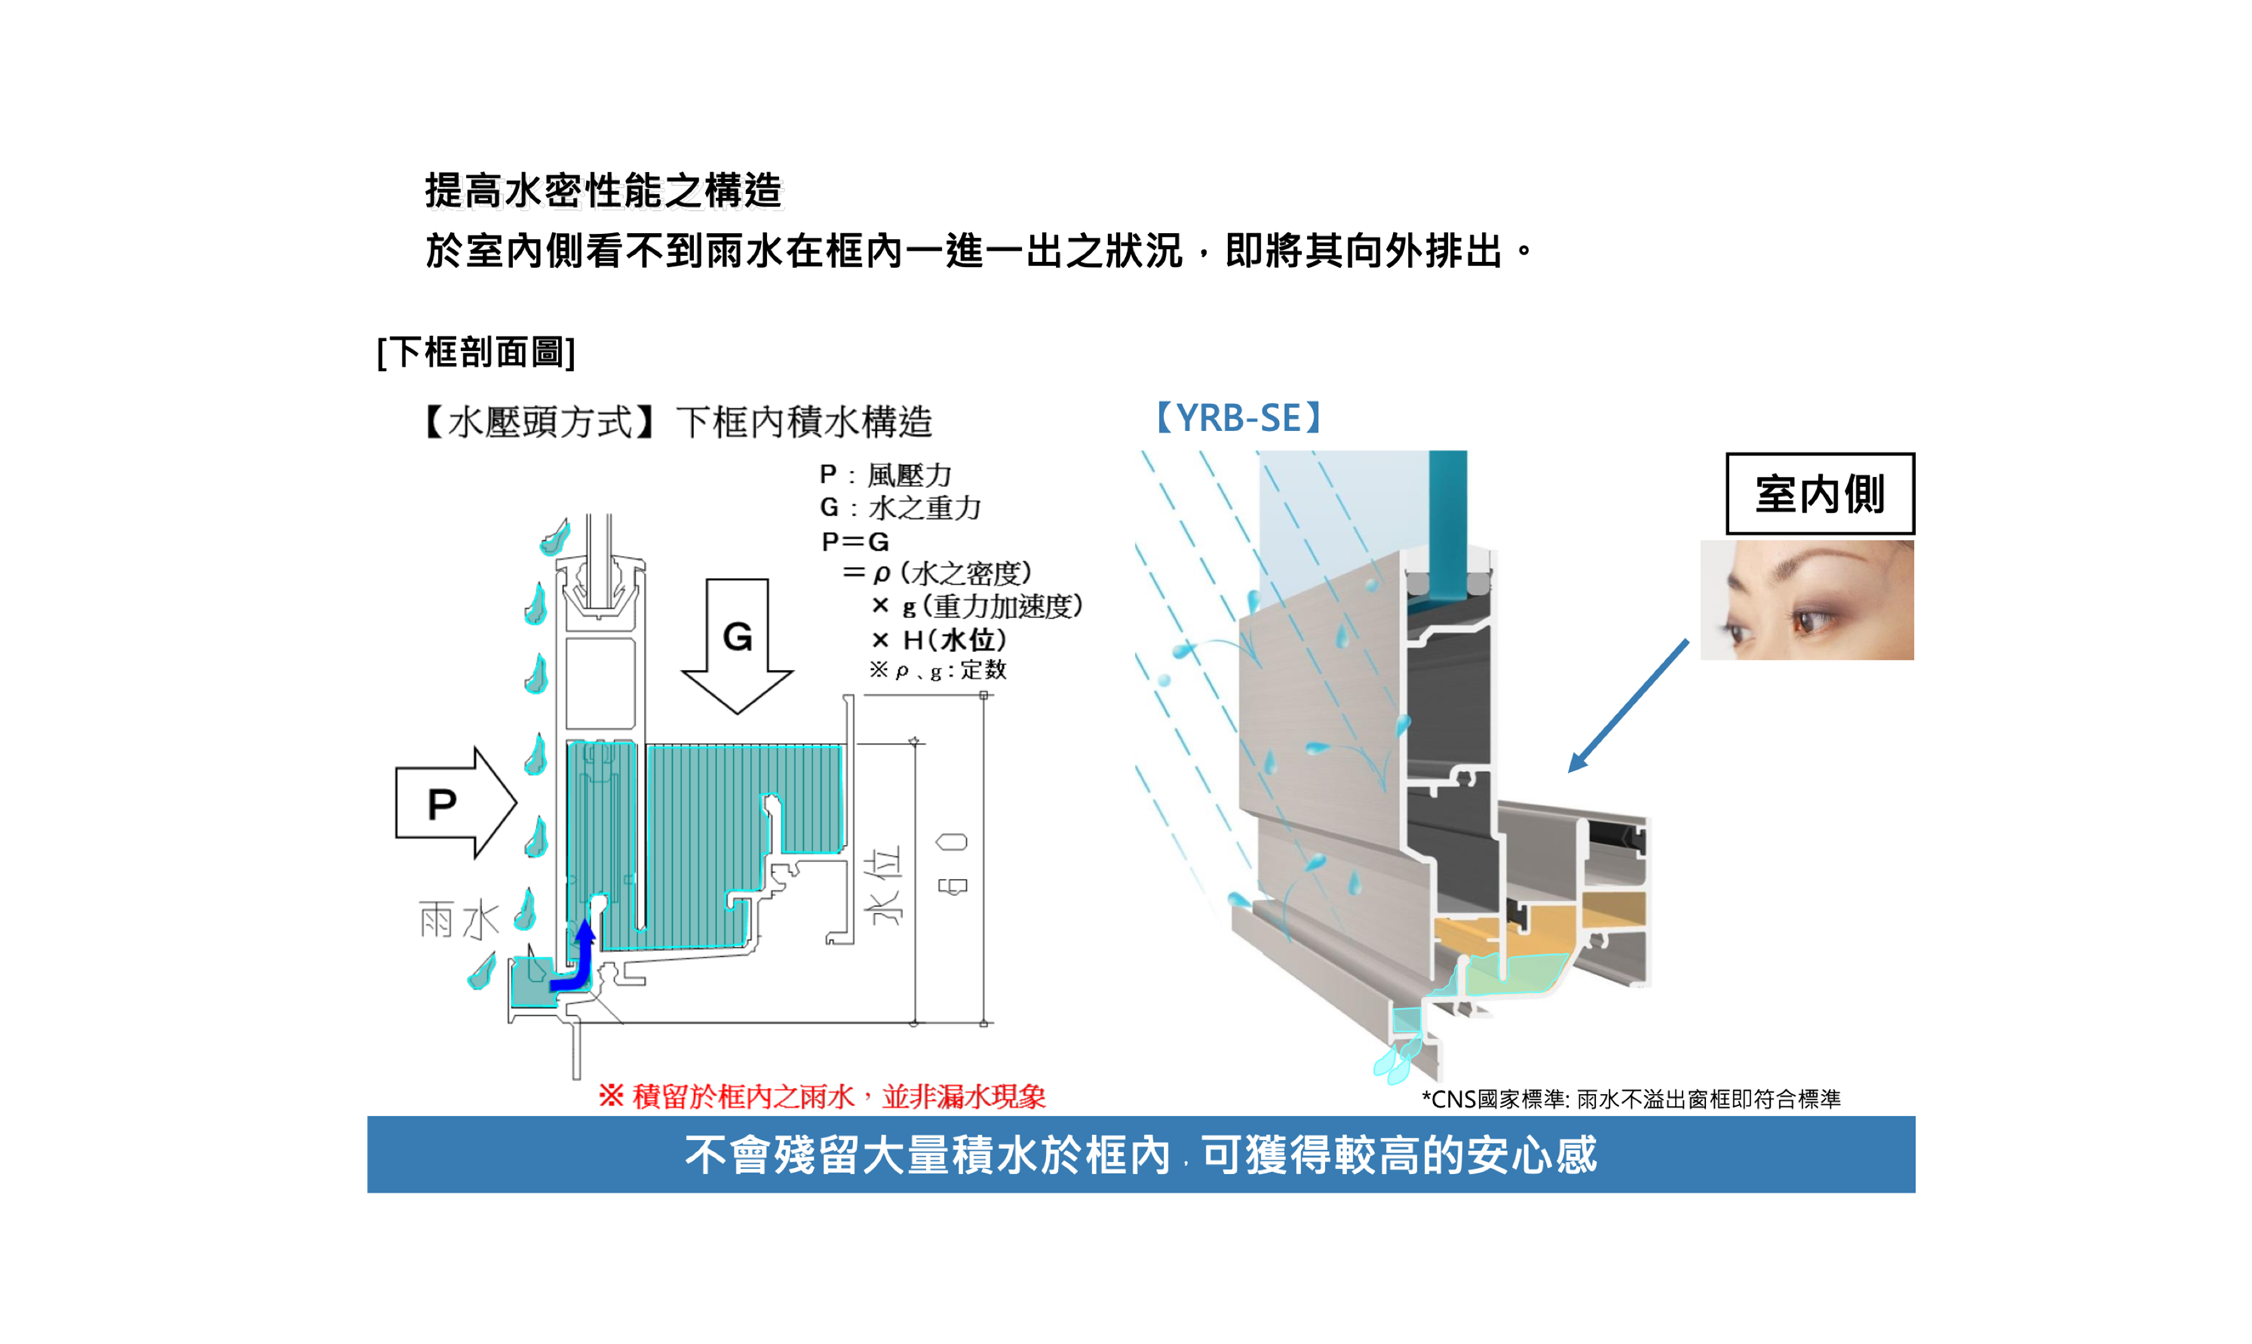 提高水密性能之構造
於室內側看不到雨水在框內一進一出之狀況，即將其向外排出。
[下框剖面圖]
【水壓頭方式】下框內積水構造
P：風壓力
G：水之重力
P＝G
＝ρ(水之密度)
× g(重力加速度)
× H(水位)
※ρ、g：定数
G
P
雨水
水位
【YRB-SE】
室内側
※ 積留於框內之雨水，並非漏水現象
*CNS國家標準: 雨水不溢出窗框即符合標準
不會殘留大量積水於框內，可獲得較高的安心感